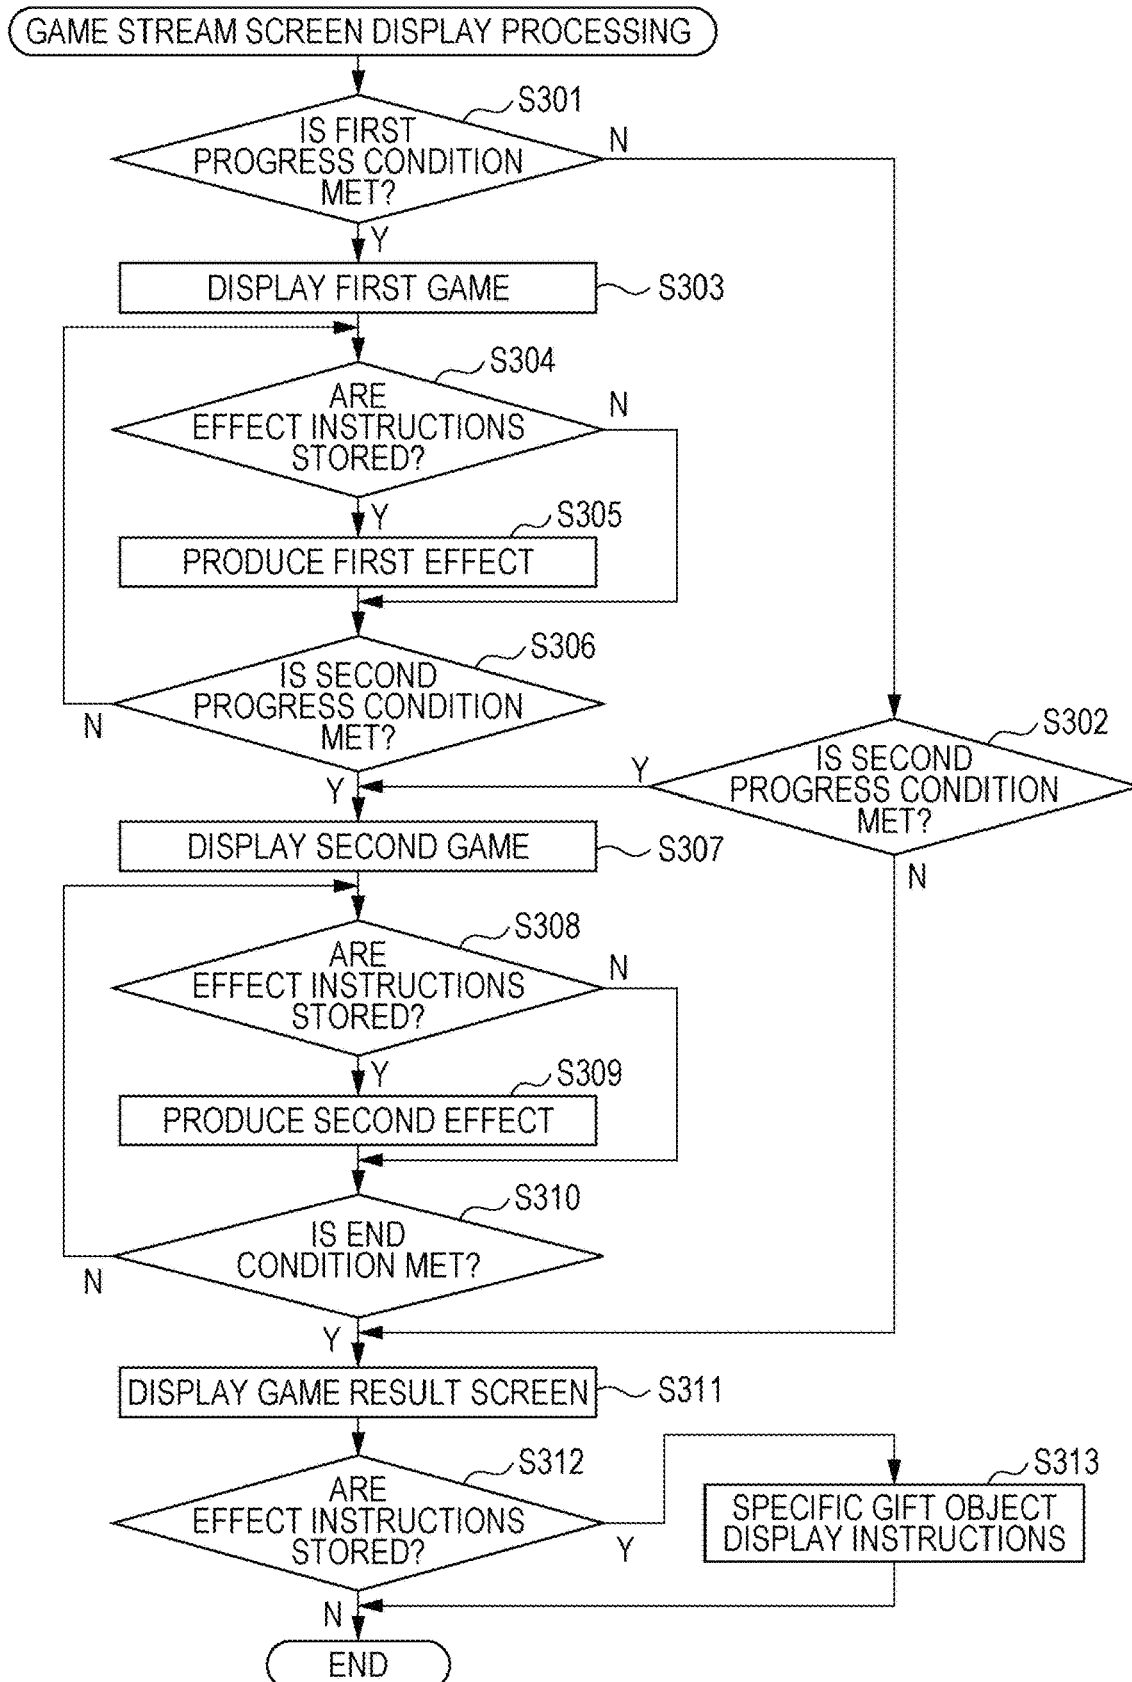 GAME STREAM SCREEN DISPLAY PROCESSING
S301
IS FIRST
PROGRESS CONDITION
MET?
N
Y
DISPLAY FIRST GAME
S303
S304
ARE
EFFECT INSTRUCTIONS
STORED?
N
Y
S305
PRODUCE FIRST EFFECT
S306
IS SECOND
PROGRESS CONDITION
MET?
N
Y
S302
IS SECOND
PROGRESS CONDITION
MET?
Y
N
DISPLAY SECOND GAME
S307
S308
ARE
EFFECT INSTRUCTIONS
STORED?
N
Y
S309
PRODUCE SECOND EFFECT
S310
IS END
CONDITION MET?
N
Y
DISPLAY GAME RESULT SCREEN
S311
S312
ARE
EFFECT INSTRUCTIONS
STORED?
Y
N
S313
SPECIFIC GIFT OBJECT
DISPLAY INSTRUCTIONS
END